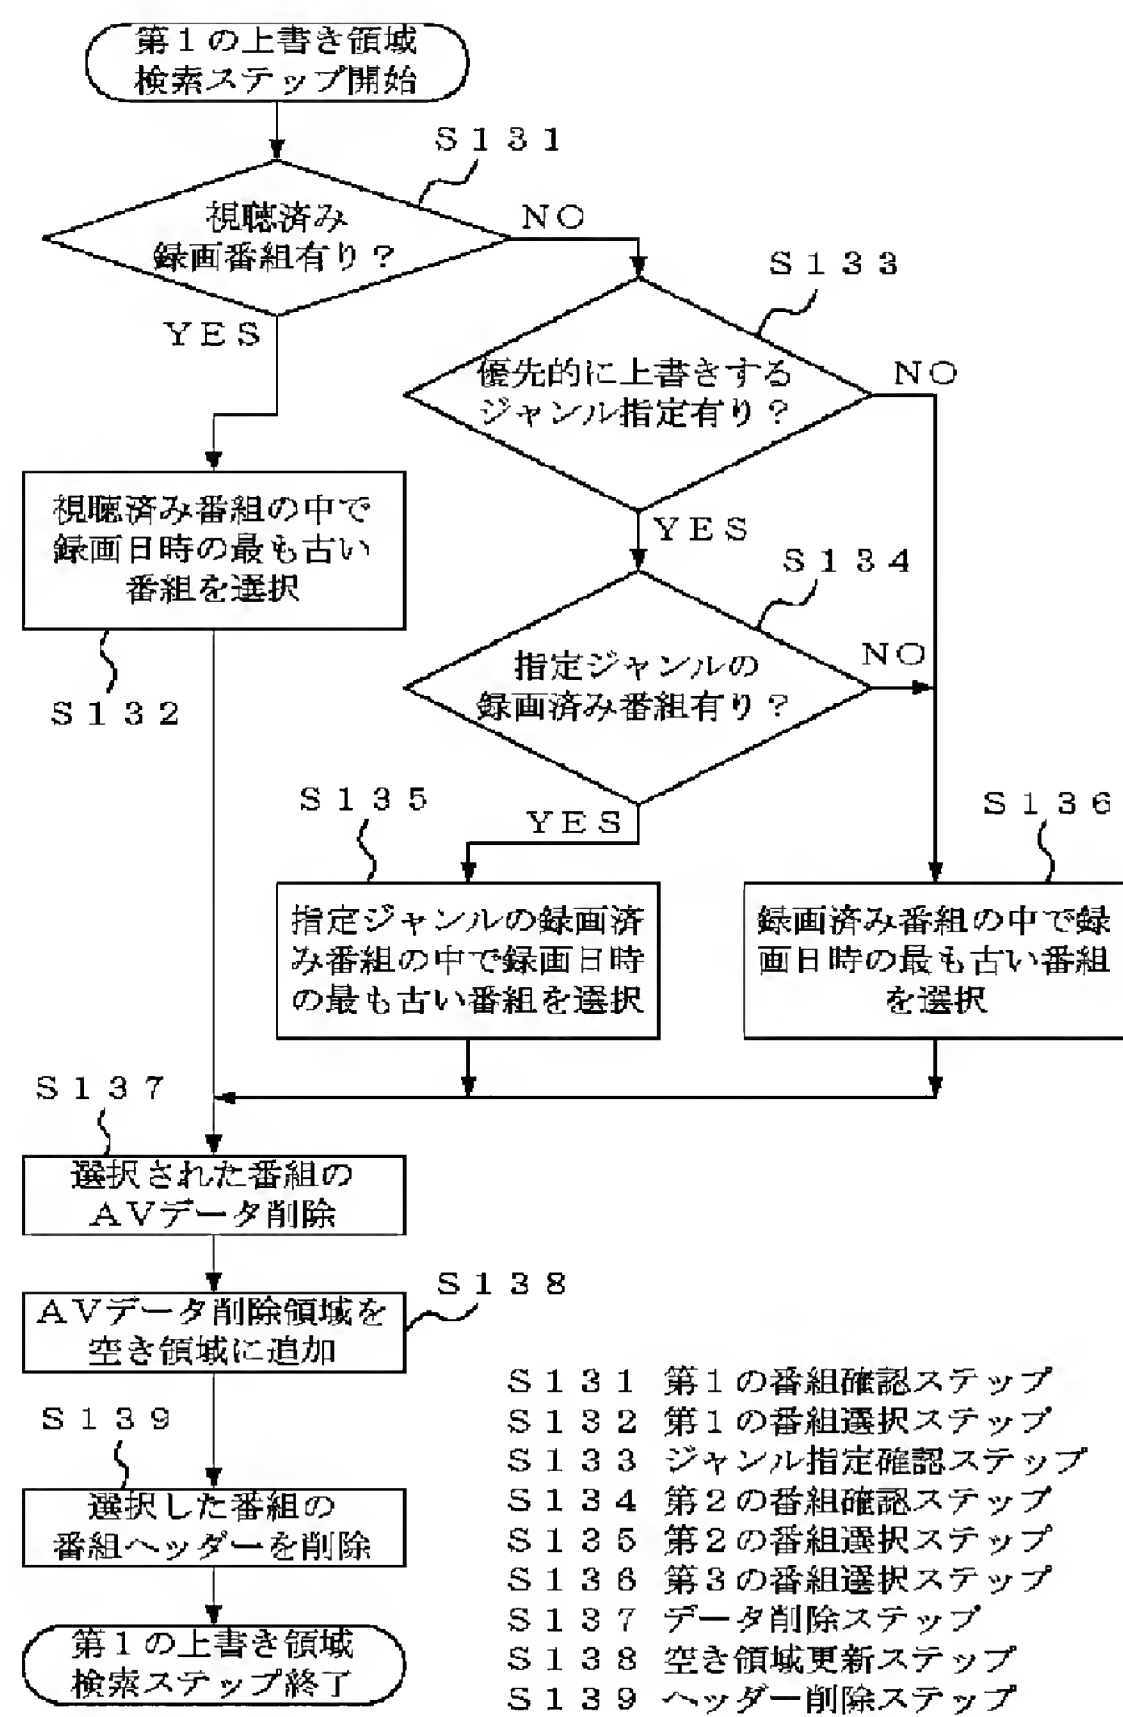 第１の上書き領域
検索ステップ開始
Ｓ１３１
視聴済み
録画番組有り？
ＮＯ
ＹＥＳ
Ｓ１３３
優先的に上書きする
ジャンル指定有り？
ＮＯ
ＹＥＳ
視聴済み番組の中で
録画日時の最も古い
番組を選択
Ｓ１３２
Ｓ１３４
指定ジャンルの
録画済み番組有り？
ＮＯ
ＹＥＳ
Ｓ１３５
指定ジャンルの録画済
み番組の中で録画日時
の最も古い番組を選択
Ｓ１３６
録画済み番組の中で録
画日時の最も古い番組
を選択
Ｓ１３７
選択された番組の
ＡＶデータ削除
Ｓ１３８
ＡＶデータ削除領域を
空き領域に追加
Ｓ１３９
選択した番組の
番組ヘッダーを削除
第１の上書き領域
検索ステップ終了
Ｓ１３１ 第１の番組確認ステップ
Ｓ１３２ 第１の番組選択ステップ
Ｓ１３３ ジャンル指定確認ステップ
Ｓ１３４ 第２の番組確認ステップ
Ｓ１３５ 第２の番組選択ステップ
Ｓ１３６ 第３の番組選択ステップ
Ｓ１３７ データ削除ステップ
Ｓ１３８ 空き領域更新ステップ
Ｓ１３９ ヘッダー削除ステップ